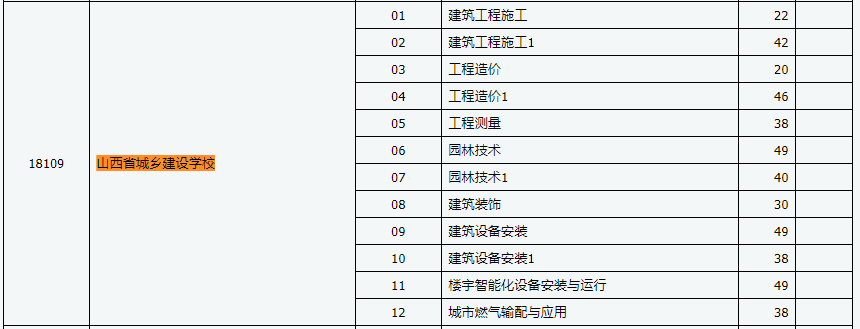 01 建筑工程施工 22
02 建筑工程施工1 42
03 工程造价 20
04 工程造价1 46
05 工程测量 38
18109 山西省城乡建设学校
06 园林技术 49
07 园林技术1 40
08 建筑装饰 30
09 建筑设备安装 49
10 建筑设备安装1 38
11 楼宇智能化设备安装与运行 49
12 城市燃气输配与应用 38